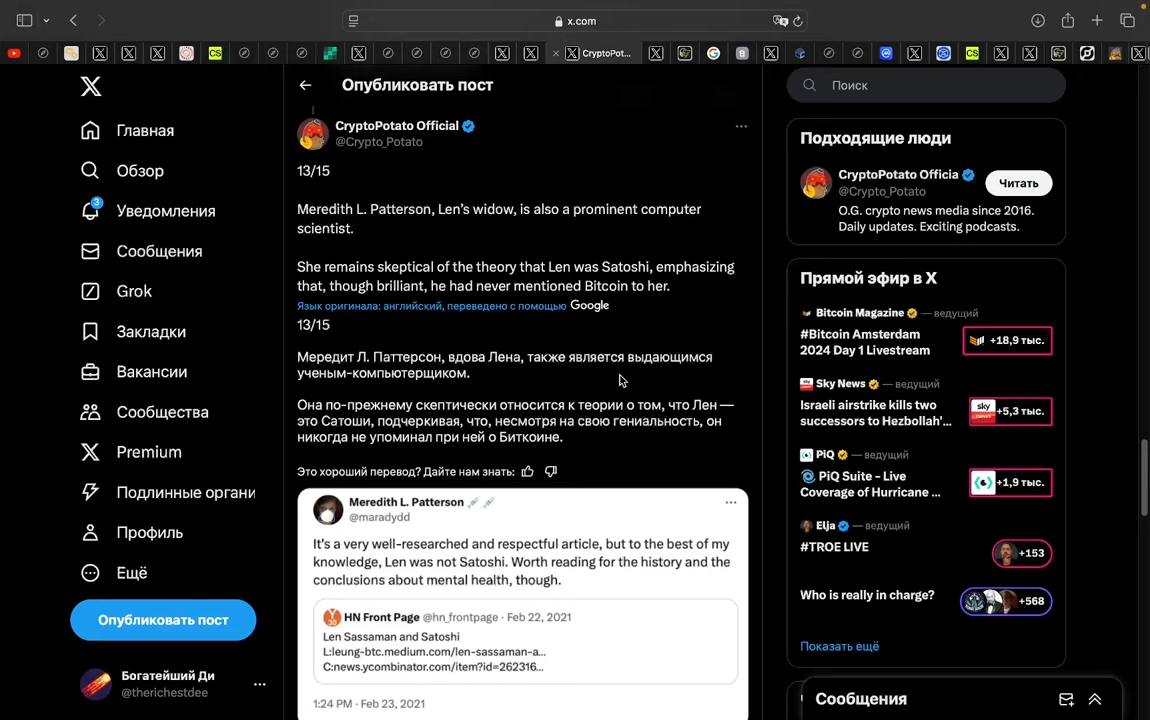 x.com
CS
G
B
CryptoPot...
CS
Главная
Обзор
3
Уведомления
Сообщения
Grok
Закладки
Вакансии
Сообщества
Premium
Подлинные органи
Профиль
Ещё
Опубликовать пост
Богатейший Ди
@therichestdee
Опубликовать пост
CryptoPotato Official
@Crypto_Potato
13/15
Meredith L. Patterson, Len’s widow, is also a prominent computer
scientist.
She remains skeptical of the theory that Len was Satoshi, emphasizing
that, though brilliant, he had never mentioned Bitcoin to her.
Язык оригинала: английский, переведено с помощью Google
13/15
Мередит Л. Паттерсон, вдова Лена, также является выдающимся
ученым-компьютерщиком.
Она по-прежнему скептически относится к теории о том, что Лен —
это Сатоши, подчеркивая, что, несмотря на свою гениальность, он
никогда не упоминал при ней о Биткоине.
Это хороший перевод? Дайте нам знать:
Meredith L. Patterson
@maradydd
It's a very well-researched and respectful article, but to the best of my
knowledge, Len was not Satoshi. Worth reading for the history and the
conclusions about mental health, though.
HN Front Page @hn_frontpage · Feb 22, 2021
Len Sassaman and Satoshi
L:leung-btc.medium.com/len-sassaman-a...
C:news.ycombinator.com/item?id=262316...
1:24 PM · Feb 23, 2021
Поиск
Подходящие люди
CryptoPotato Officia
@Crypto_Potato
Читать
O.G. crypto news media since 2016.
Daily updates. Exciting podcasts.
Прямой эфир в X
Bitcoin Magazine — ведущий
#Bitcoin Amsterdam
2024 Day 1 Livestream
+18,9 тыс.
Sky News — ведущий
Israeli airstrike kills two
successors to Hezbollah'...
sky news
+5,3 тыс.
PiQ — ведущий
PiQ Suite - Live
Coverage of Hurricane ...
+1,9 тыс.
Elja — ведущий
#TROE LIVE
+153
Who is really in charge?
+568
Показать ещё
Сообщения